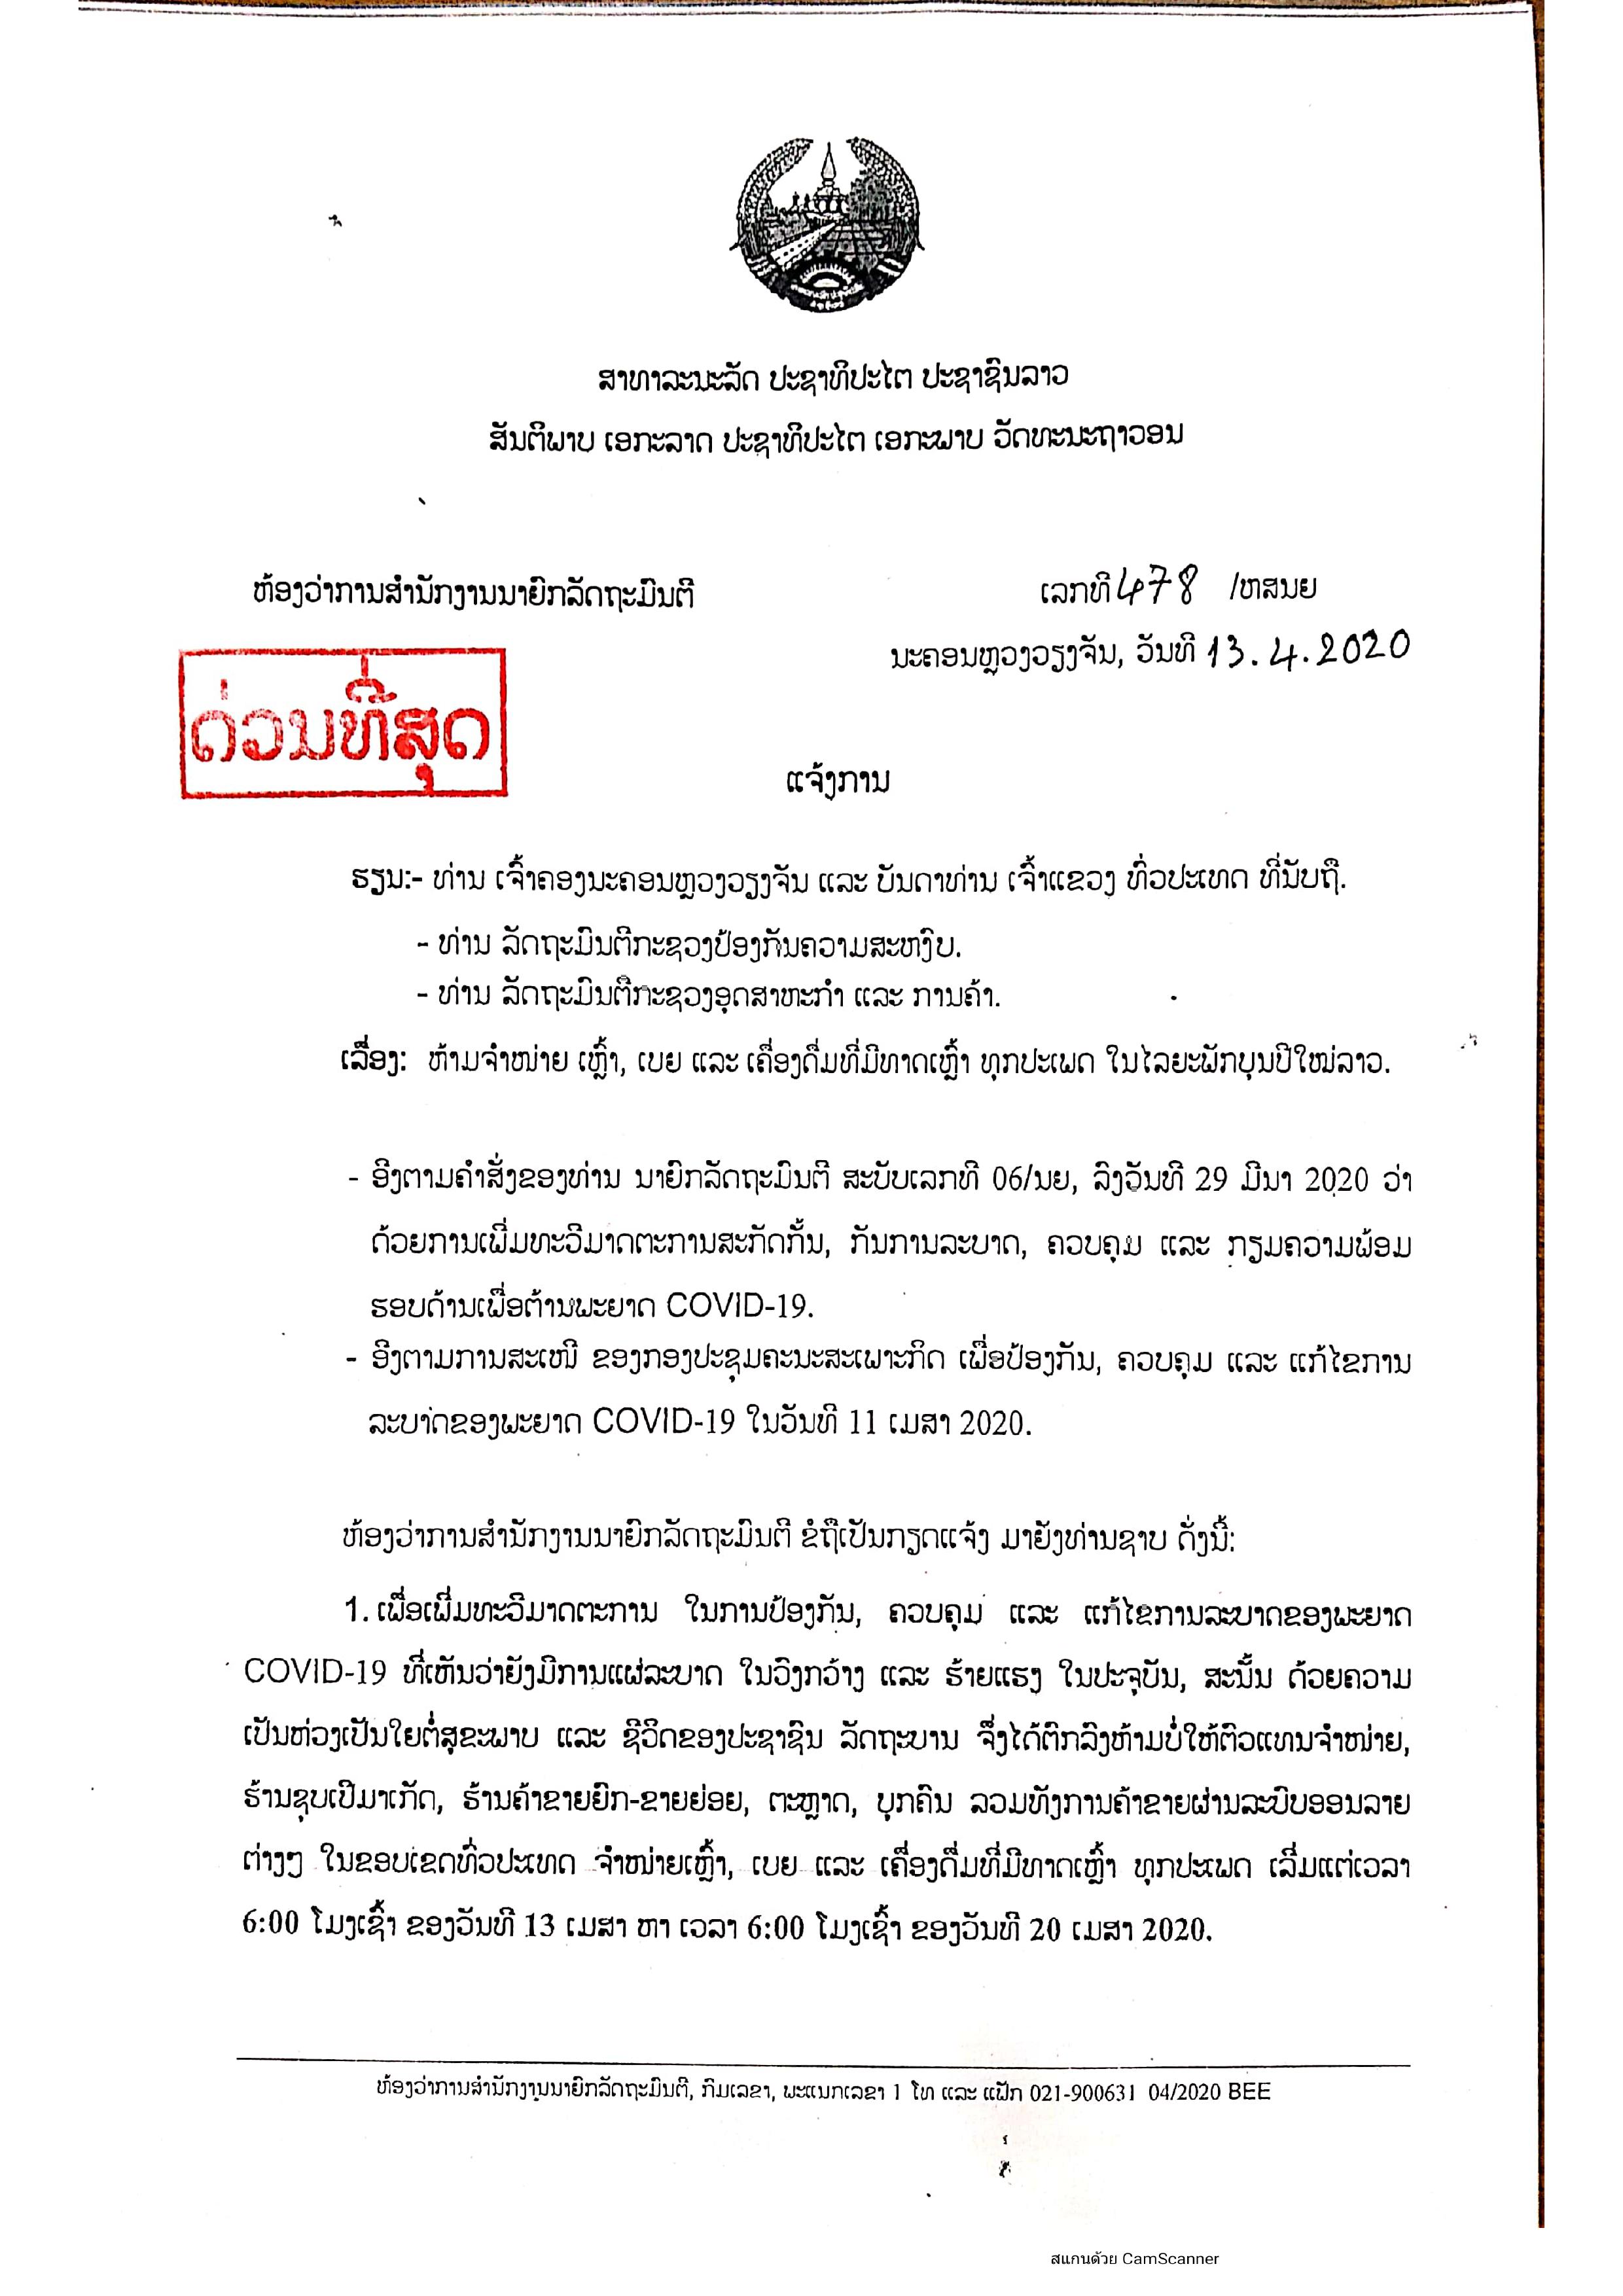 ສາທາລະນະລັດ ປະຊາທິປະໄຕ ປະຊາຊົນລາວ
ສັນຕິພາບ ເອກະລາດ ປະຊາທິປະໄຕ ເອກະພາບ ວັດທະນະຖາວອນ
ຫ້ອງວ່າການສຳນັກງານນາຍົກລັດຖະມົນຕີ
ເລກທີ 478 /ຫສນຍ
ນະຄອນຫຼວງວຽງຈັນ, ວັນທີ 13.4.2020
ດ່ວນທີ່ສຸດ
ແຈ້ງການ
ຮຽນ:- ທ່ານ ເຈົ້າຄອງນະຄອນຫຼວງວຽງຈັນ ແລະ ບັນດາທ່ານ ເຈົ້າແຂວງ ທົ່ວປະເທດ ທີ່ນັບຖື.
- ທ່ານ ລັດຖະມົນຕີກະຊວງປ້ອງກັນຄວາມສະຫງົບ.
- ທ່ານ ລັດຖະມົນຕີກະຊວງອຸດສາຫະກຳ ແລະ ການຄ້າ.
ເລື່ອງ: ຫ້າມຈຳໜ່າຍ ເຫຼົ້າ, ເບຍ ແລະ ເຄື່ອງດື່ມທີ່ມີທາດເຫຼົ້າ ທຸກປະເພດ ໃນໄລຍະພັກບຸນປີໃໝ່ລາວ.
- ອີງຕາມຄຳສັ່ງຂອງທ່ານ ນາຍົກລັດຖະມົນຕີ ສະບັບເລກທີ 06/ນຍ, ລົງວັນທີ 29 ມີນາ 2020 ວ່າ
ດ້ວຍການເພີ່ມທະວີມາດຕະການສະກັດກັ້ນ, ກັນການລະບາດ, ຄວບຄຸມ ແລະ ກຽມຄວາມພ້ອມ
ຮອບດ້ານເພື່ອຕ້ານພະຍາດ COVID-19.
- ອີງຕາມການສະເໜີ ຂອງກອງປະຊຸມຄະນະສະເພາະກິດ ເພື່ອປ້ອງກັນ, ຄວບຄຸມ ແລະ ແກ້ໄຂການ
ລະບາດຂອງພະຍາດ COVID-19 ໃນວັນທີ 11 ເມສາ 2020.
ຫ້ອງວ່າການສຳນັກງານນາຍົກລັດຖະມົນຕີ ຂໍຖືເປັນກຽດແຈ້ງ ມາຍັງທ່ານຊາບ ດັ່ງນີ້:
1. ເພື່ອເພີ່ມທະວີມາດຕະການ ໃນການປ້ອງກັນ, ຄວບຄຸມ ແລະ ແກ້ໄຂການລະບາດຂອງພະຍາດ
COVID-19 ທີ່ເຫັນວ່າຍັງມີການແຜ່ລະບາດ ໃນວົງກວ້າງ ແລະ ຮ້າຍແຮງ ໃນປະຈຸບັນ, ສະນັ້ນ ດ້ວຍຄວາມ
ເປັນຫ່ວງເປັນໃຍຕໍ່ສຸຂະພາບ ແລະ ຊີວິດຂອງປະຊາຊົນ ລັດຖະບານ ຈຶ່ງໄດ້ຕົກລົງຫ້າມບໍ່ໃຫ້ຕົວແທນຈຳໜ່າຍ,
ຮ້ານຊຸບເປີມາເກັດ, ຮ້ານຄ້າຂາຍຍົກ-ຂາຍຍ່ອຍ, ຕະຫຼາດ, ບຸກຄົນ ລວມທັງການຄ້າຂາຍຜ່ານລະບົບອອນລາຍ
ຕ່າງໆ ໃນຂອບເຂດທົ່ວປະເທດ ຈຳໜ່າຍເຫຼົ້າ, ເບຍ ແລະ ເຄື່ອງດື່ມທີ່ມີທາດເຫຼົ້າ ທຸກປະເພດ ເລີ່ມແຕ່ເວລາ
6:00 ໂມງເຊົ້າ ຂອງວັນທີ 13 ເມສາ ຫາ ເວລາ 6:00 ໂມງເຊົ້າ ຂອງວັນທີ 20 ເມສາ 2020.
ຫ້ອງວ່າການສຳນັກງານນາຍົກລັດຖະມົນຕີ, ກົມເລຂາ, ພະແນກເລຂາ 1 ໂທ ແລະ ແຟັກ 021-900631 04/2020 BEE
สแกนด้วย CamScanner